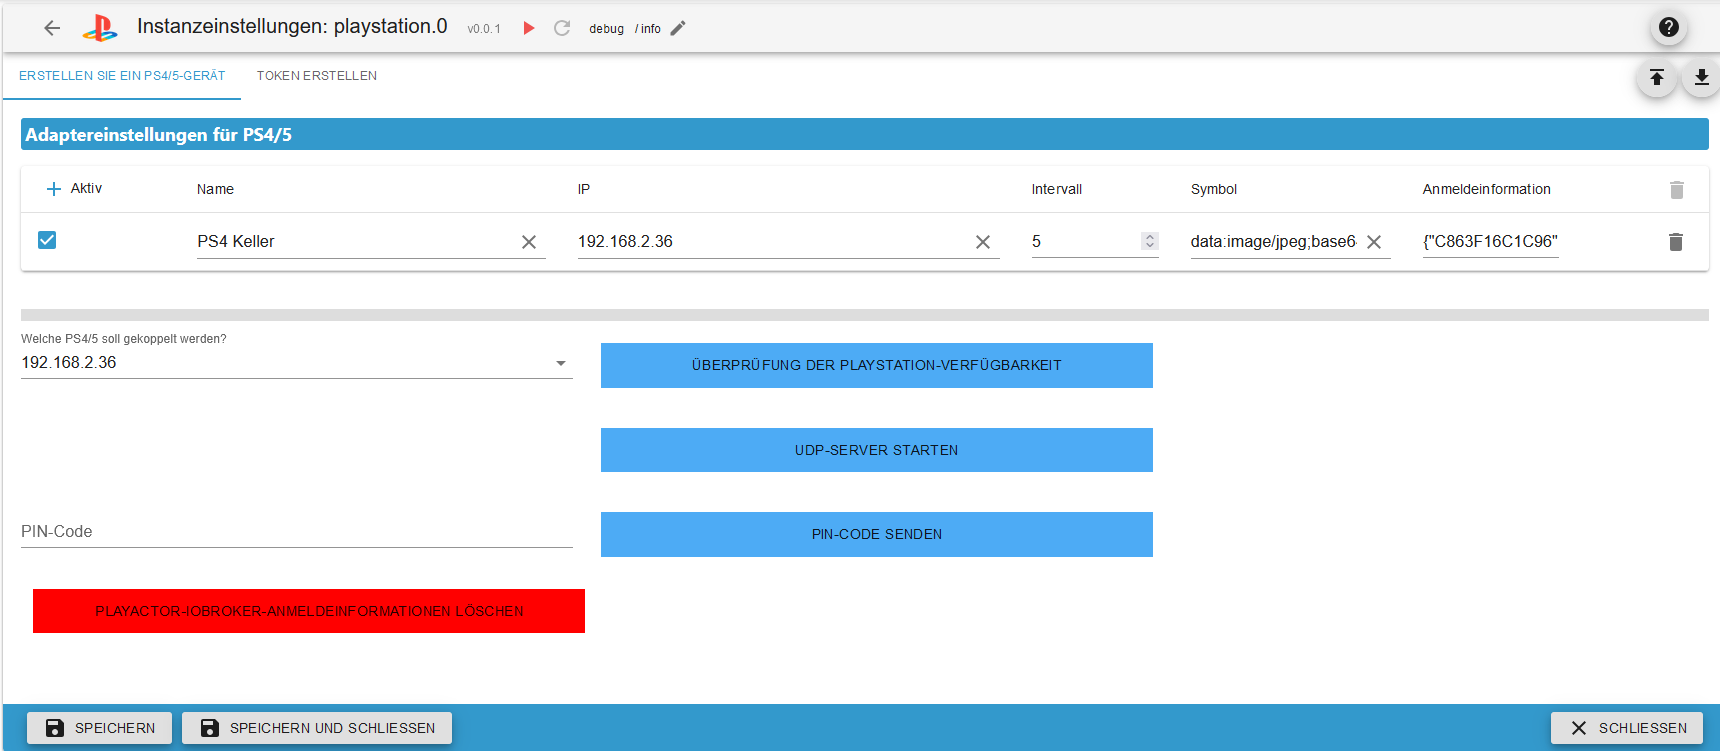 Instanzeinstellungen: playstation.0 v0.0.1 debug / info
ERSTELLEN SIE EIN PS4/5-GERÄT TOKEN ERSTELLEN
Adaptereinstellungen für PS4/5
Aktiv Name IP Intervall Symbol Anmeldeinformation
PS4 Keller 192.168.2.36 5 data:image/jpeg;base6 {"C863F16C1C96"
Welche PS4/5 soll gekoppelt werden?
192.168.2.36
ÜBERPRÜFUNG DER PLAYSTATION-VERFÜGBARKEIT
UDP-SERVER STARTEN
PIN-Code
PIN-CODE SENDEN
PLAYACTOR-IOBROKER-ANMELDEINFORMATIONEN LÖSCHEN
SPEICHERN SPEICHERN UND SCHLIESSEN SCHLIESSEN